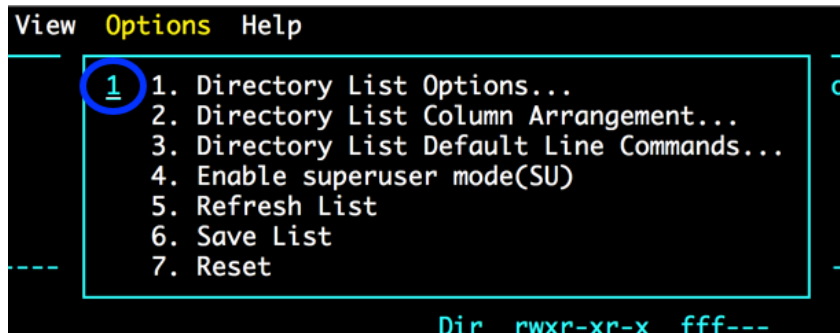 View Options Help
1 1. Directory List Options...
2. Directory List Column Arrangement...
3. Directory List Default Line Commands...
4. Enable superuser mode(SU)
5. Refresh List
6. Save List
7. Reset
Dir rwxr-xr-x fff---